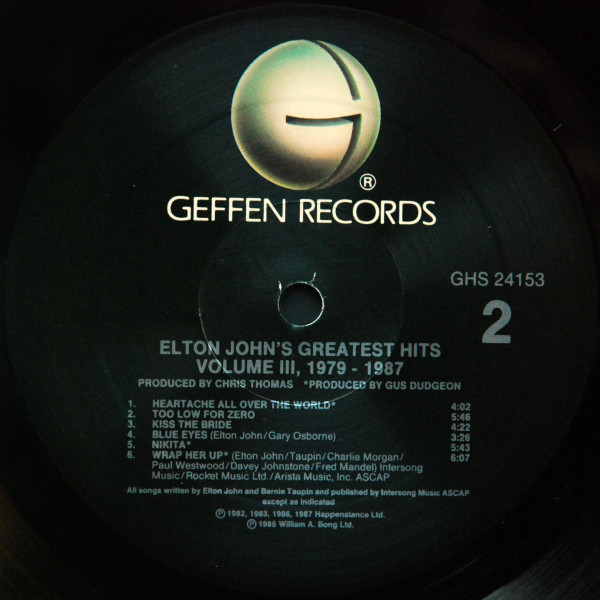 G
®
GEFFEN RECORDS
GHS 24153
2
ELTON JOHN'S GREATEST HITS
VOLUME III, 1979 - 1987
PRODUCED BY CHRIS THOMAS *PRODUCED BY GUS DUDGEON
1. HEARTACHE ALL OVER THE WORLD* 4:02
2. TOO LOW FOR ZERO 5:46
3. KISS THE BRIDE 4:22
4. BLUE EYES (Elton John/Gary Osborne) 3:26
5. NIKITA* 5:43
6. WRAP HER UP* (Elton John/Taupin/Charlie Morgan/ 6:07
Paul Westwood/Davey Johnstone/Fred Mandel) Intersong
Music/Rocket Music Ltd./Arista Music, Inc. ASCAP
All songs written by Elton John and Bernie Taupin and published by Intersong Music ASCAP
except as indicated
℗ 1982, 1983, 1986, 1987 Happenstance Ltd.
℗ 1985 William A. Bong Ltd.